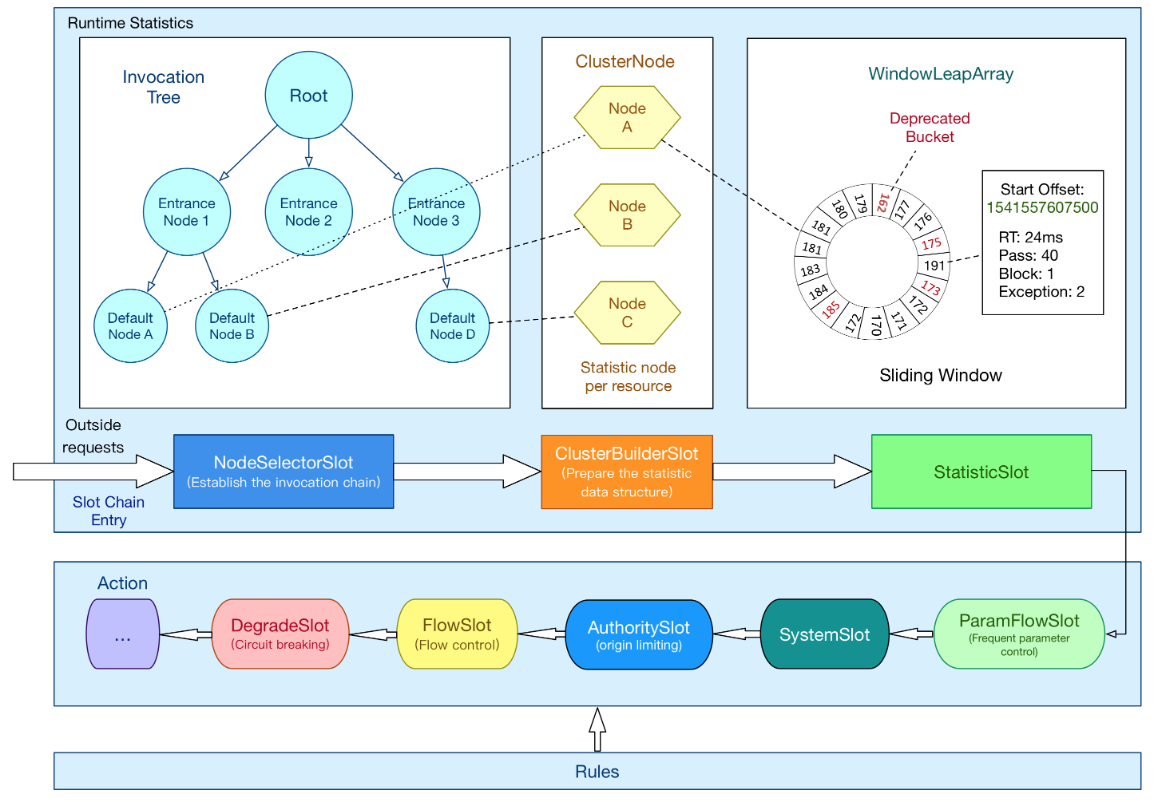 Runtime Statistics
Invocation
Tree
Root
Entrance
Node 1
Entrance
Node 2
Entrance
Node 3
Default
Node A
Default
Node B
Default
Node D
ClusterNode
Node
A
Node
B
Node
C
Statistic node
per resource
WindowLeapArray
Deprecated
Bucket
162
177
176
175
191
173
172
171
170
172
185
184
183
181
181
180
179
Start Offset:
1541557607500
RT: 24ms
Pass: 40
Block: 1
Exception: 2
Sliding Window
Outside
requests
Slot Chain
Entry
NodeSelectorSlot
(Establish the invocation chain)
ClusterBuilderSlot
(Prepare the statistic
data structure)
StatisticSlot
Action
...
DegradeSlot
(Circuit breaking)
FlowSlot
(Flow control)
AuthoritySlot
(origin limiting)
SystemSlot
ParamFlowSlot
(Frequent parameter
control)
Rules